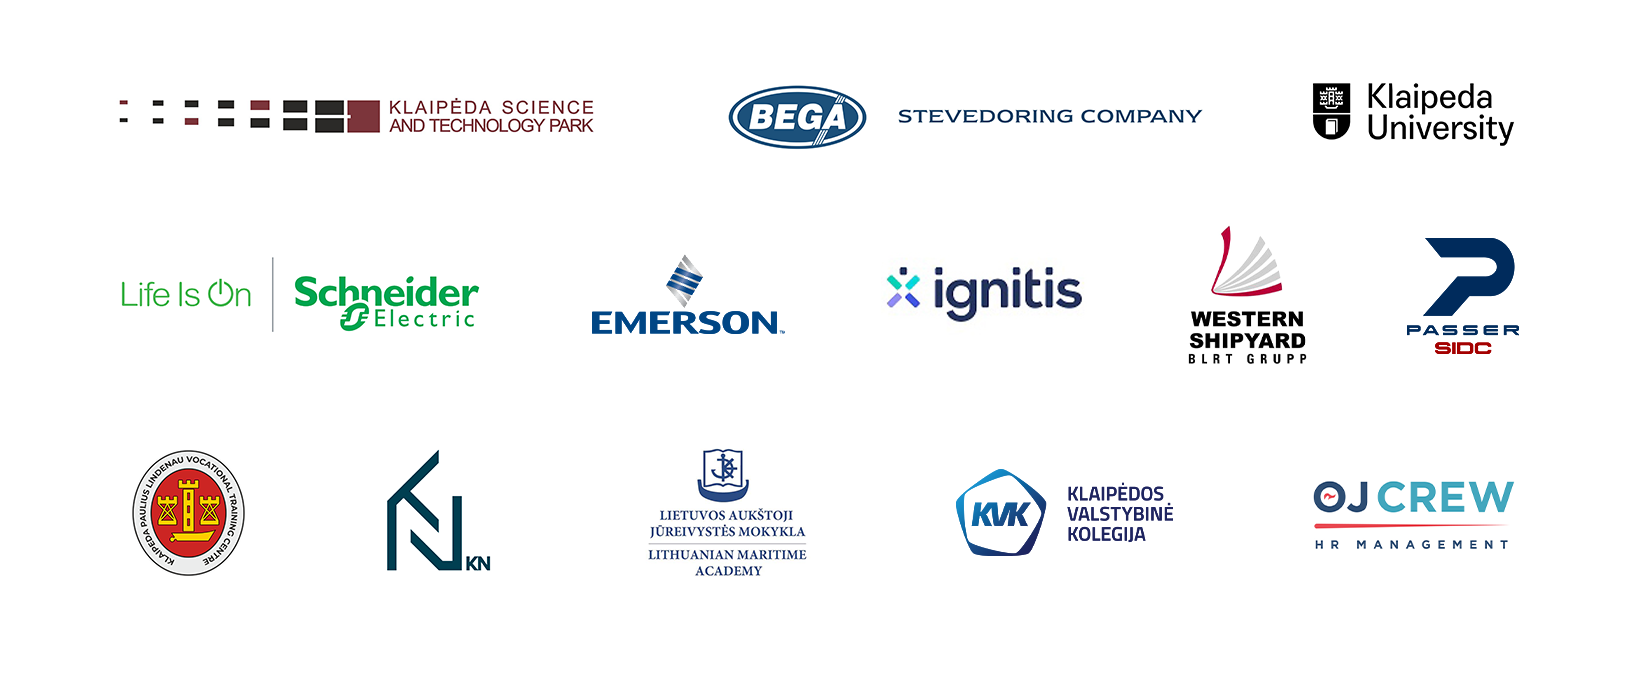 KLAIPĖDA SCIENCE
AND TECHNOLOGY PARK
BEGA
STEVEDORING COMPANY
Klaipeda
University
Life Is On
Schneider
Electric
EMERSON™
ignitis
WESTERN
SHIPYARD
BLRT GRUPP
PASSER
SIDC
KLAIPEDA PAULIUS LINDENAU VOCATIONAL TRAINING CENTRE
KN
LIETUVOS AUKŠTOJI
JŪREIVYSTĖS MOKYKLA
LITHUANIAN MARITIME
ACADEMY
KVK
KLAIPĖDOS
VALSTYBINĖ
KOLEGIJA
OJ CREW
HR MANAGEMENT